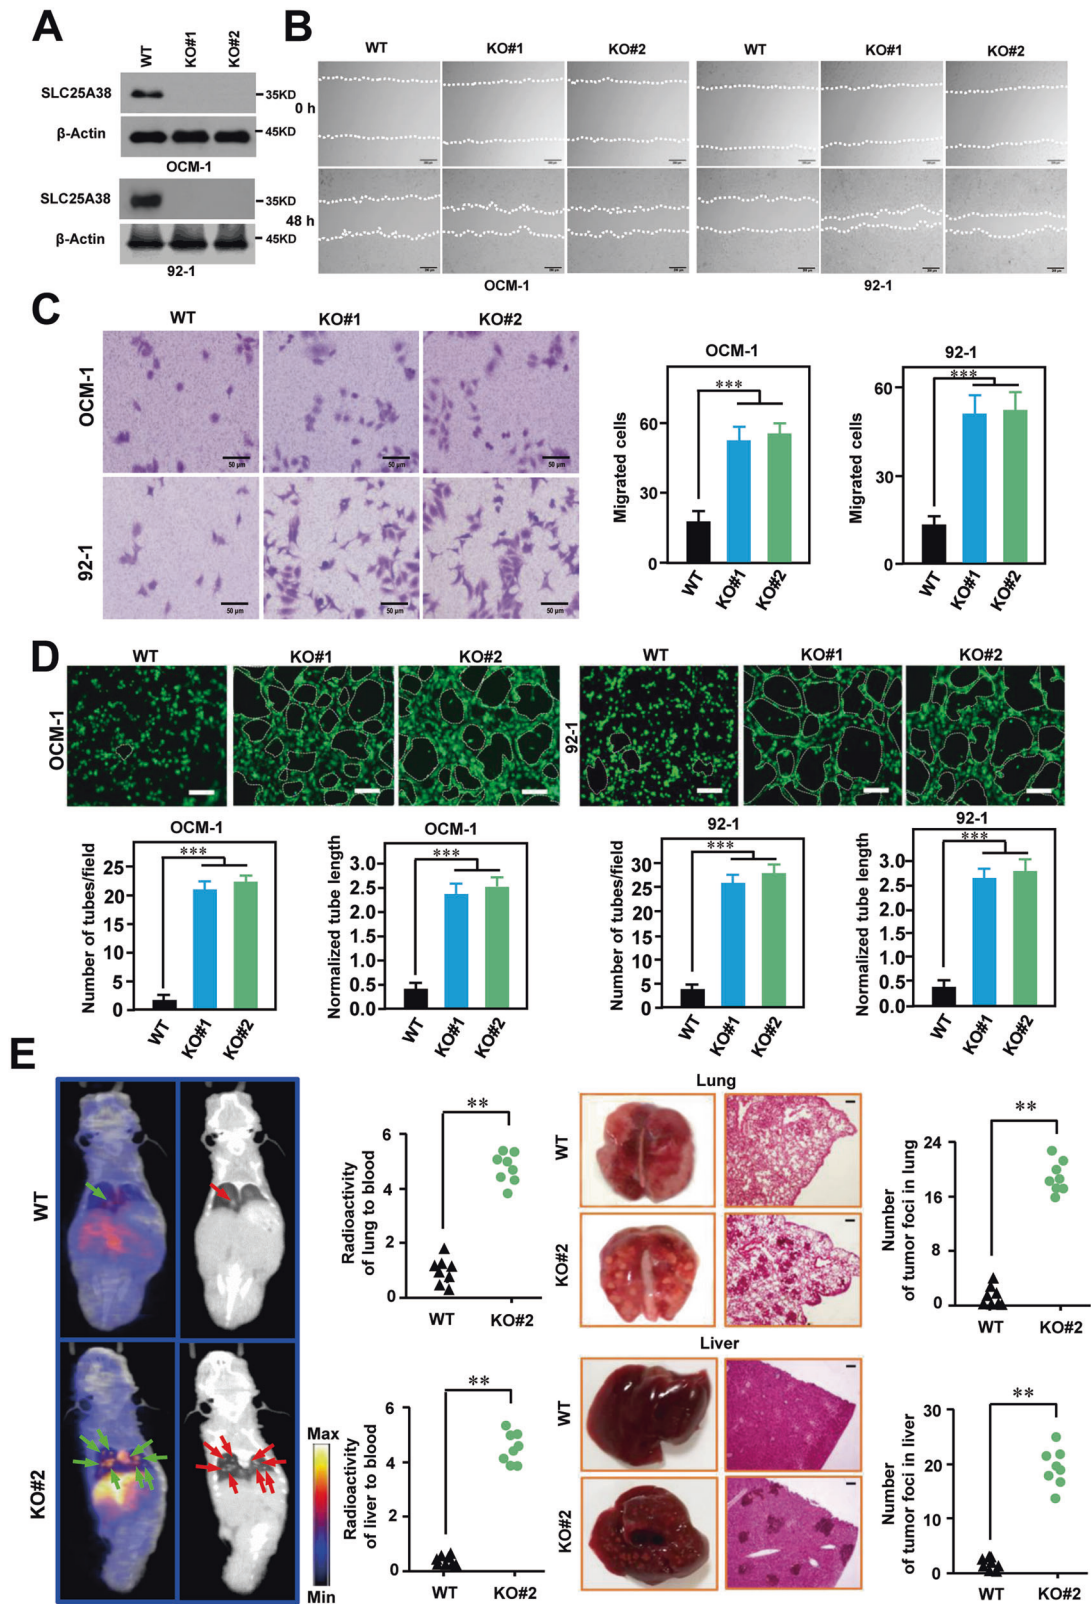 A
WT
KO#1
KO#2
SLC25A38
35KD
β-Actin
45KD
OCM-1
SLC25A38
35KD
β-Actin
45KD
92-1
B
WT
KO#1
KO#2
WT
KO#1
KO#2
0 h
48 h
OCM-1
92-1
C
WT
KO#1
KO#2
OCM-1
50 μm
50 μm
50 μm
92-1
50 μm
50 μm
50 μm
OCM-1
***
Migrated cells
60
30
0
WT
KO#1
KO#2
92-1
***
Migrated cells
60
30
0
WT
KO#1
KO#2
D
WT
KO#1
KO#2
WT
KO#1
KO#2
OCM-1
92-1
OCM-1
***
Number of tubes/field
25
20
15
10
5
0
WT
KO#1
KO#2
OCM-1
***
Normalized tube length
3.0
2.5
2.0
1.5
1.0
0.5
0.0
WT
KO#1
KO#2
92-1
***
Number of tubes/field
30
25
20
15
10
5
0
WT
KO#1
KO#2
92-1
***
Normalized tube length
3.0
2.5
2.0
1.5
1.0
0.5
0.0
WT
KO#1
KO#2
E
WT
KO#2
Max
Min
**
Radioactivity
of lung to blood
6
4
2
0
WT
KO#2
Lung
WT
KO#2
**
Number
of tumor foci in lung
24
16
8
0
WT
KO#2
**
Radioactivity
of liver to blood
6
4
2
0
WT
KO#2
Liver
WT
KO#2
**
Number
of tumor foci in liver
30
20
10
0
WT
KO#2